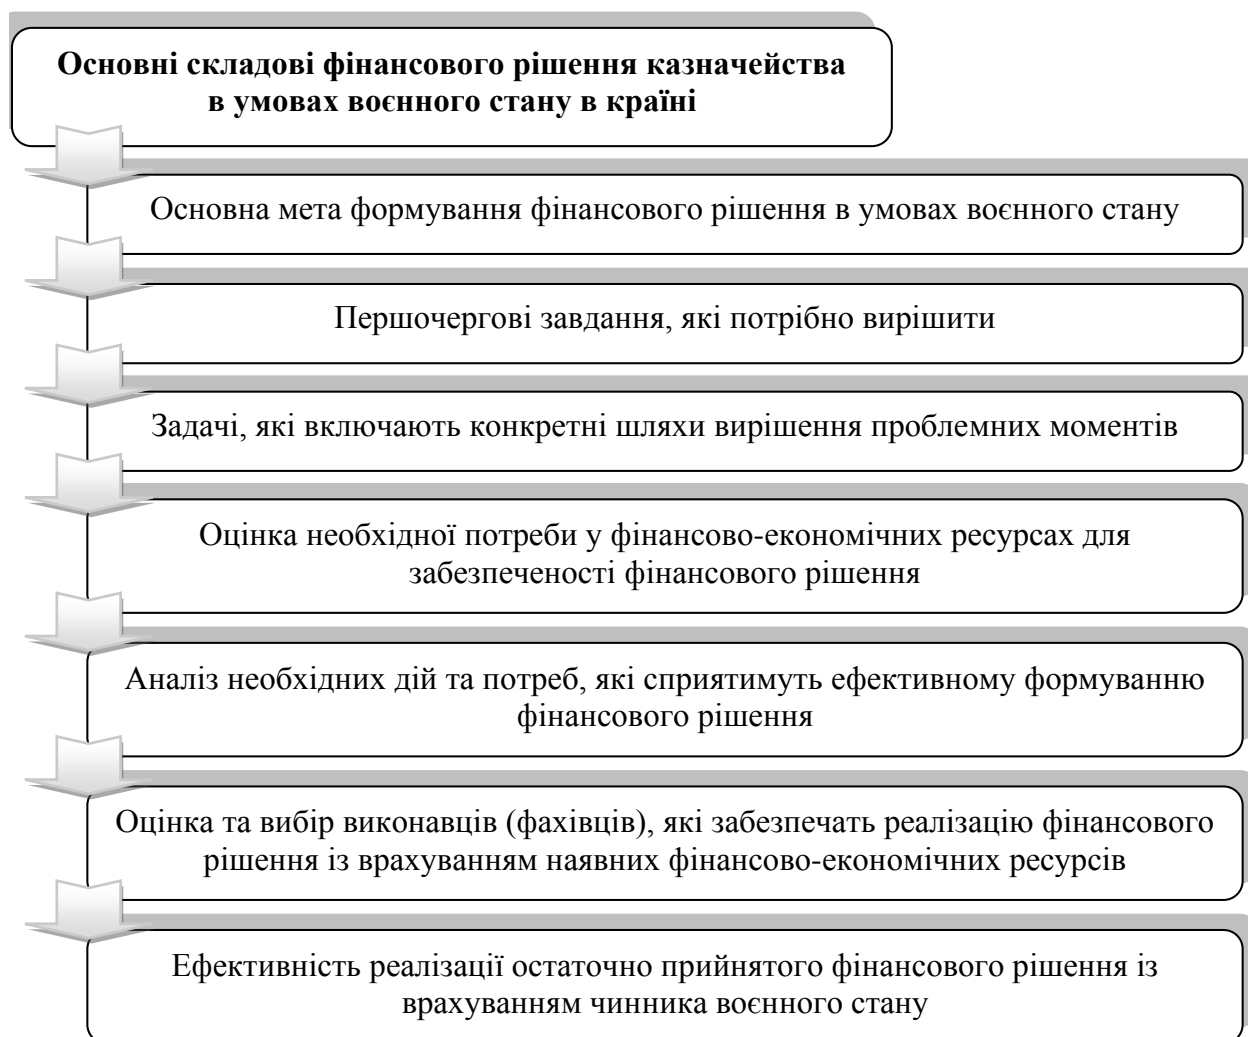 Основні складові фінансового рішення казначейства
в умовах воєнного стану в країні
Основна мета формування фінансового рішення в умовах воєнного стану
Першочергові завдання, які потрібно вирішити
Задачі, які включають конкретні шляхи вирішення проблемних моментів
Оцінка необхідної потреби у фінансово-економічних ресурсах для
забезпеченості фінансового рішення
Аналіз необхідних дій та потреб, які сприятимуть ефективному формуванню
фінансового рішення
Оцінка та вибір виконавців (фахівців), які забезпечать реалізацію фінансового
рішення із врахуванням наявних фінансово-економічних ресурсів
Ефективність реалізації остаточно прийнятого фінансового рішення із
врахуванням чинника воєнного стану